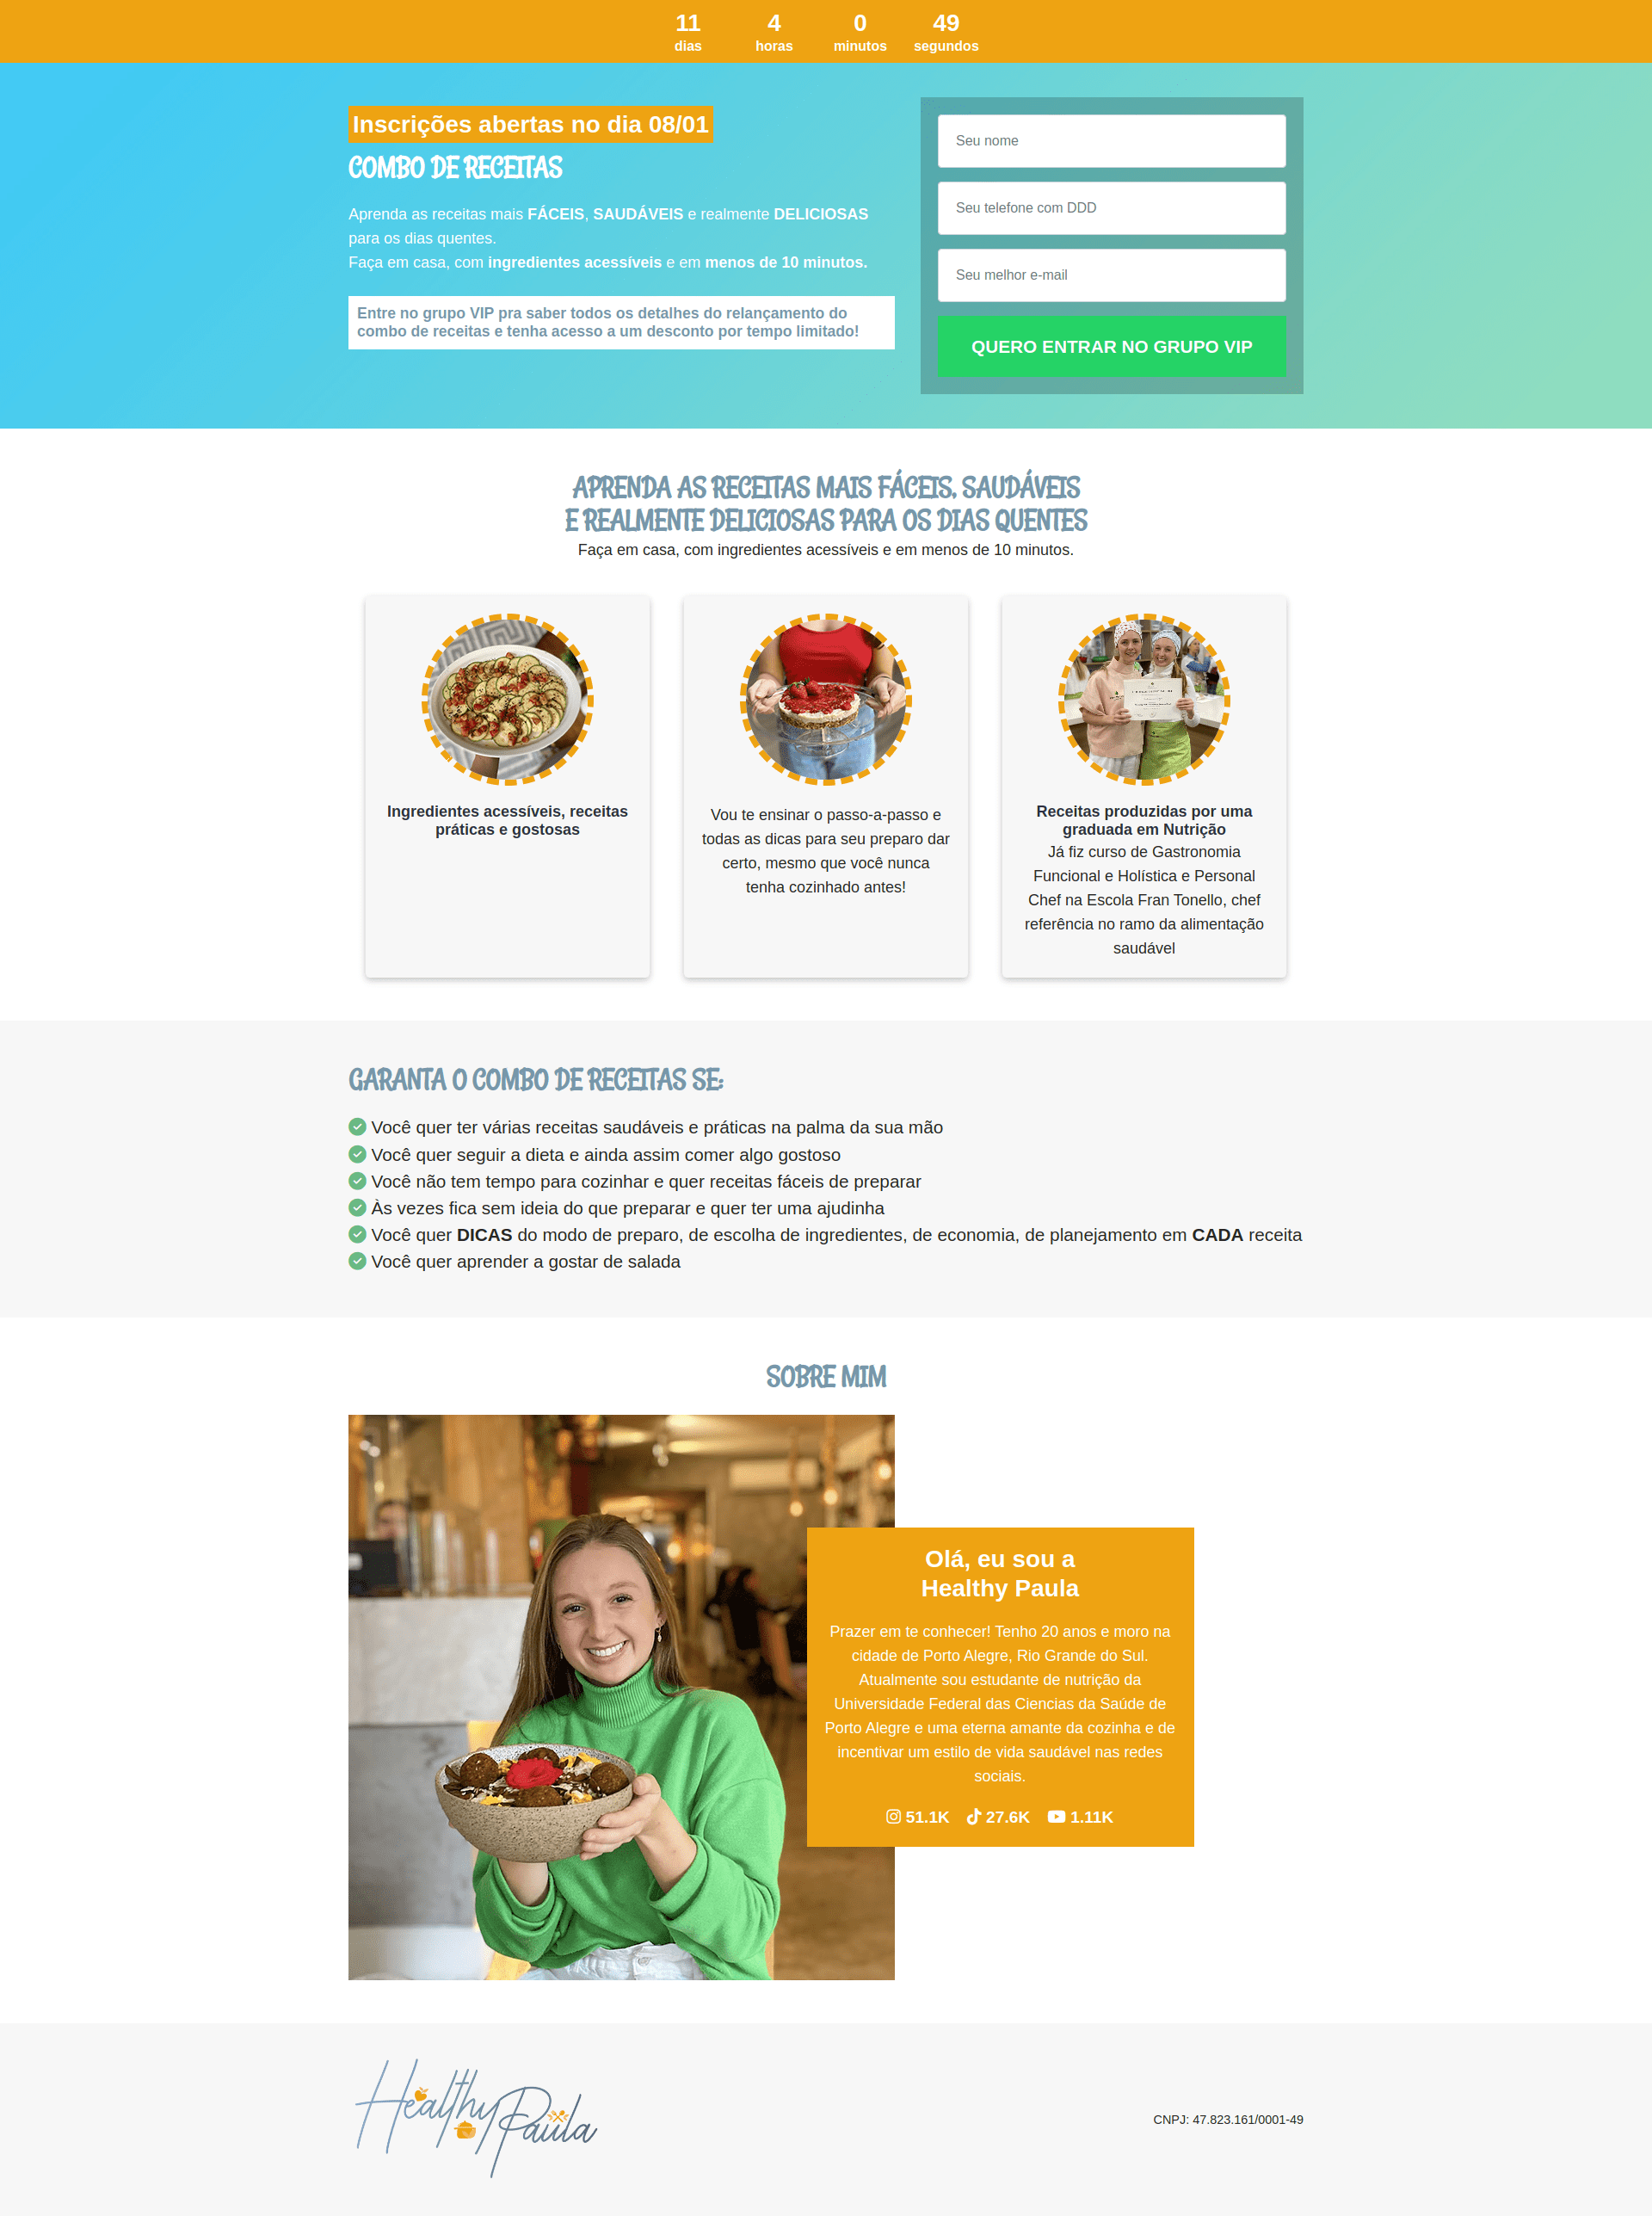 11 4 0 49
dias horas minutos segundos
Inscrições abertas no dia 08/01
COMBO DE RECEITAS
Aprenda as receitas mais FÁCEIS, SAUDÁVEIS e realmente DELICIOSAS
para os dias quentes.
Faça em casa, com ingredientes acessíveis e em menos de 10 minutos.
Entre no grupo VIP pra saber todos os detalhes do relançamento do
combo de receitas e tenha acesso a um desconto por tempo limitado!
Seu nome
Seu telefone com DDD
Seu melhor e-mail
QUERO ENTRAR NO GRUPO VIP
APRENDA AS RECEITAS MAIS FÁCEIS, SAUDÁVEIS
E REALMENTE DELICIOSAS PARA OS DIAS QUENTES
Faça em casa, com ingredientes acessíveis e em menos de 10 minutos.
Ingredientes acessíveis, receitas
práticas e gostosas
Vou te ensinar o passo-a-passo e
todas as dicas para seu preparo dar
certo, mesmo que você nunca
tenha cozinhado antes!
Receitas produzidas por uma
graduada em Nutrição
Já fiz curso de Gastronomia
Funcional e Holística e Personal
Chef na Escola Fran Tonello, chef
referência no ramo da alimentação
saudável
GARANTA O COMBO DE RECEITAS SE:
Você quer ter várias receitas saudáveis e práticas na palma da sua mão
Você quer seguir a dieta e ainda assim comer algo gostoso
Você não tem tempo para cozinhar e quer receitas fáceis de preparar
Às vezes fica sem ideia do que preparar e quer ter uma ajudinha
Você quer DICAS do modo de preparo, de escolha de ingredientes, de economia, de planejamento em CADA receita
Você quer aprender a gostar de salada
SOBRE MIM
Olá, eu sou a
Healthy Paula
Prazer em te conhecer! Tenho 20 anos e moro na
cidade de Porto Alegre, Rio Grande do Sul.
Atualmente sou estudante de nutrição da
Universidade Federal das Ciencias da Saúde de
Porto Alegre e uma eterna amante da cozinha e de
incentivar um estilo de vida saudável nas redes
sociais.
51.1K 27.6K 1.11K
Healthy Paula
CNPJ: 47.823.161/0001-49